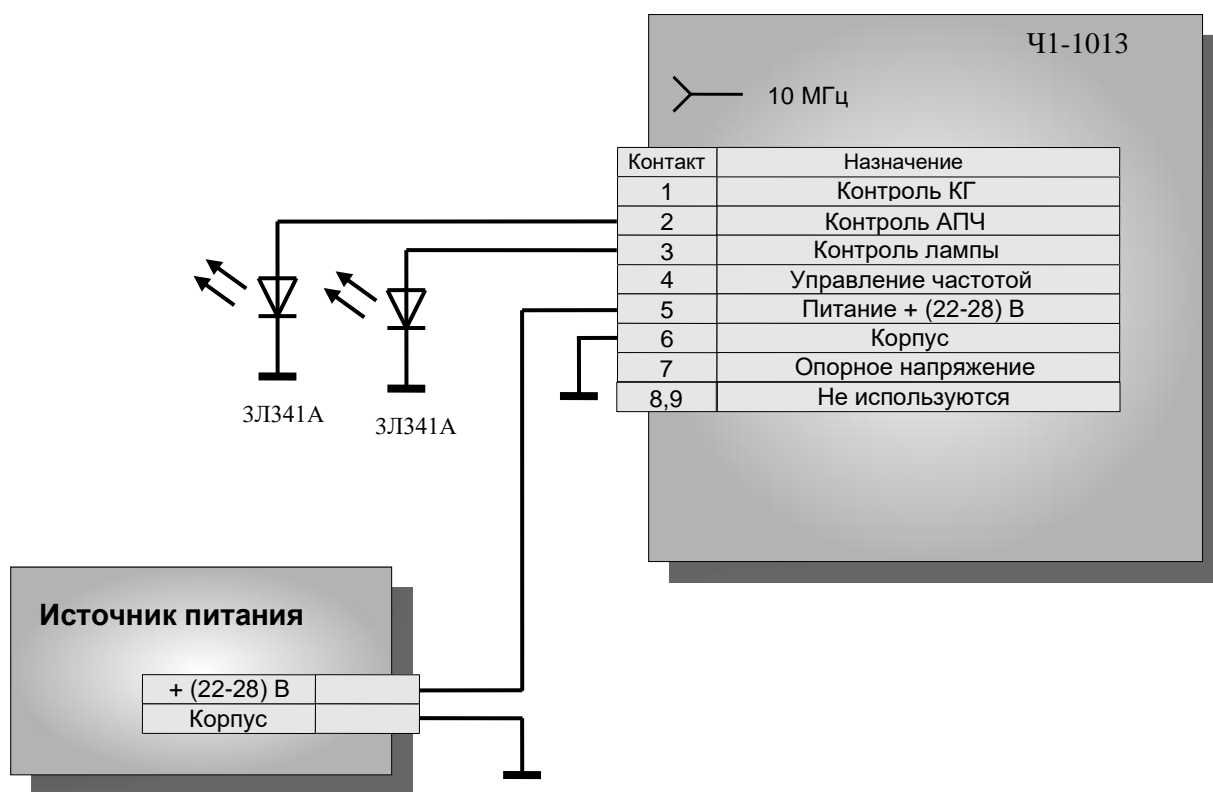 Ч1-1013
10 МГц
Контакт Назначение
1 Контроль КГ
2 Контроль АПЧ
3 Контроль лампы
4 Управление частотой
5 Питание + (22-28) В
6 Корпус
7 Опорное напряжение
8,9 Не используются
3Л341А
3Л341А
Источник питания
+ (22-28) В
Корпус